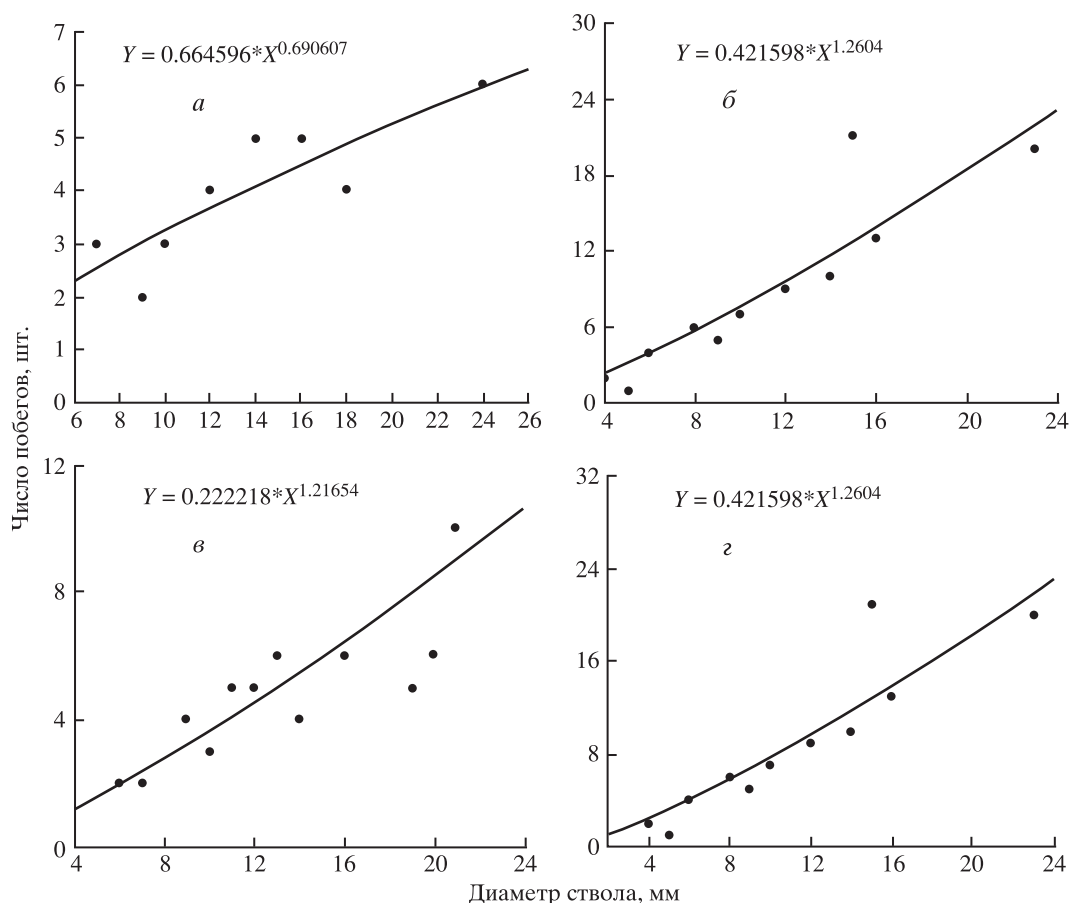 Число побегов, шт.
7
6
5
4
3
2
1
0
Y = 0.664596*X^0.690607
а
6 8 10 12 14 16 18 20 22 24 26
30
24
18
12
6
0
Y = 0.421598*X^1.2604
б
4 8 12 16 20 24
12
8
4
0
Y = 0.222218*X^1.21654
в
4 8 12 16 20 24
32
24
16
8
0
Y = 0.421598*X^1.2604
г
4 8 12 16 20 24
Диаметр ствола, мм